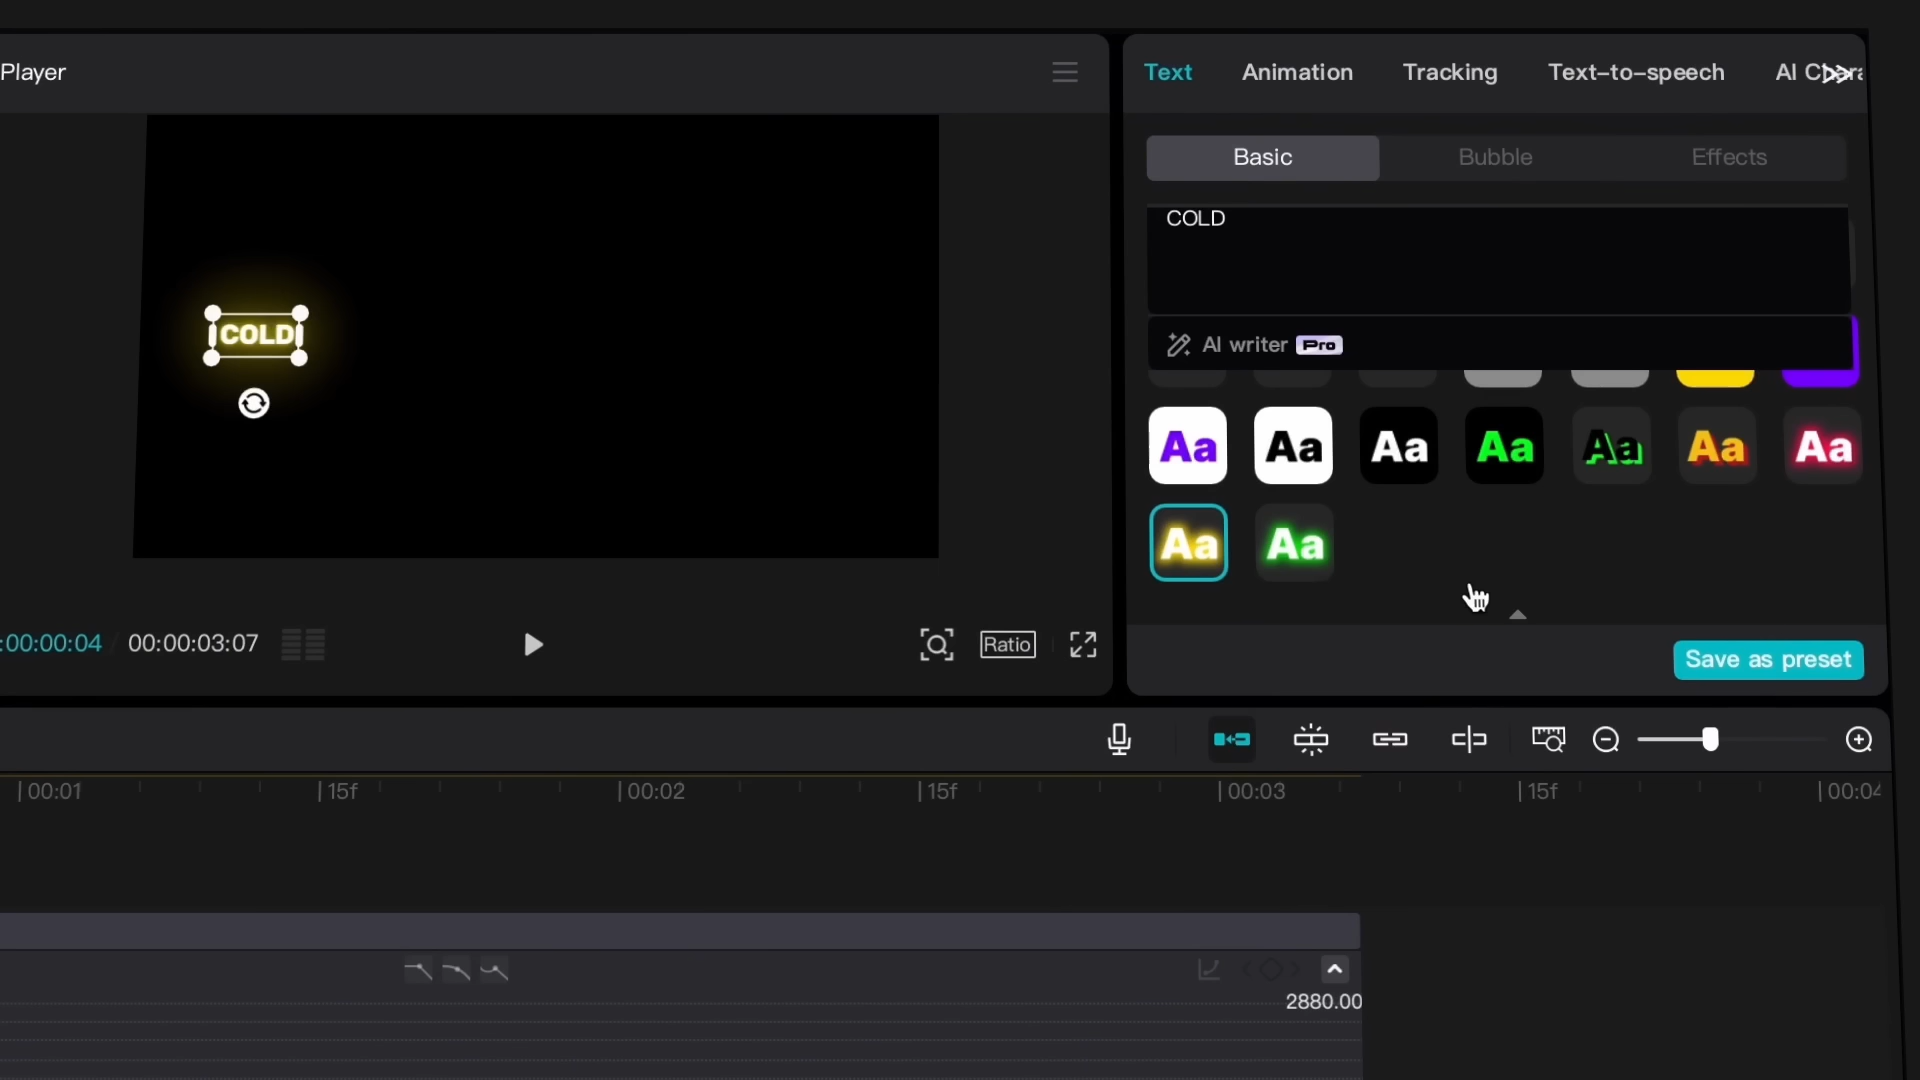 Player
Text Animation Tracking Text-to-speech AI Chara
Basic Bubble Effects
COLD
COLD
AI writer Pro
Aa Aa Aa Aa Aa Aa Aa
Aa Aa
:00:00:04 / 00:00:03:07
Ratio
Save as preset
00:01 15f 00:02 15f 00:03 15f 00:04
2880.00